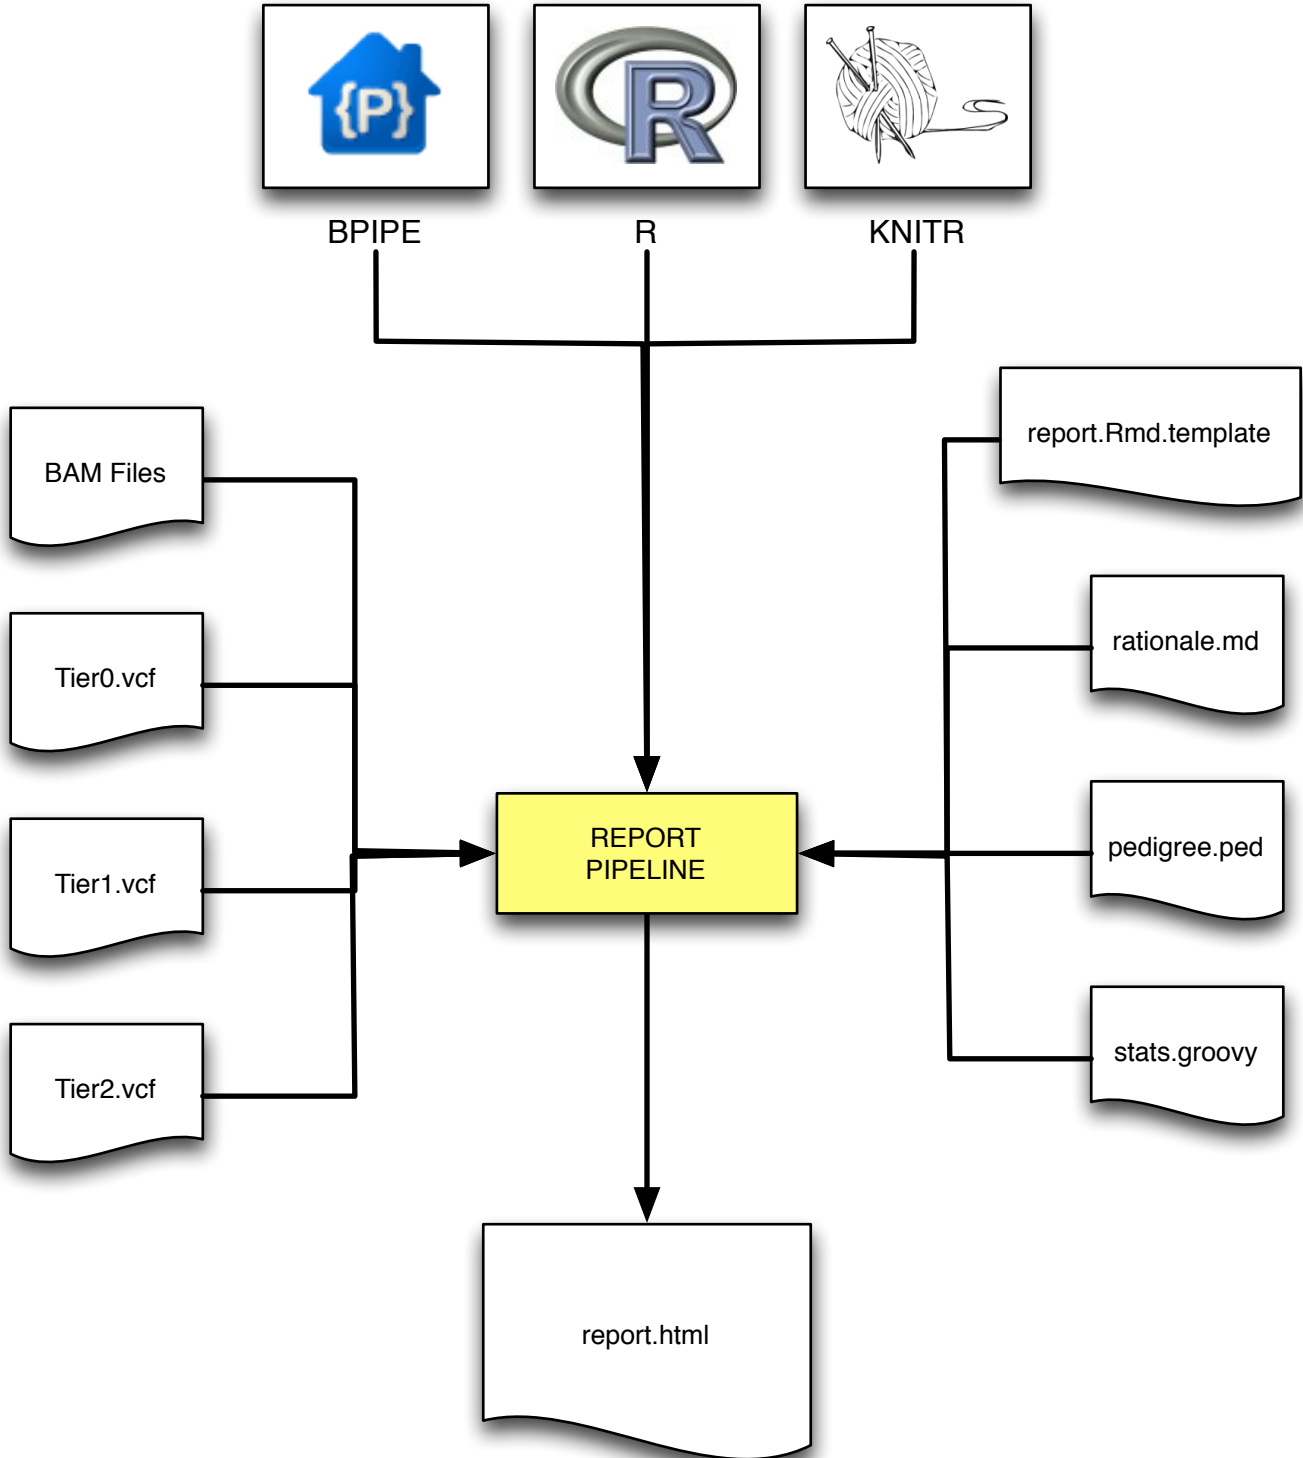 {P}
R
BPIPE
R
KNITR
report.Rmd.template
BAM Files
rationale.md
Tier0.vcf
pedigree.ped
REPORT
PIPELINE
Tier1.vcf
stats.groovy
Tier2.vcf
report.html